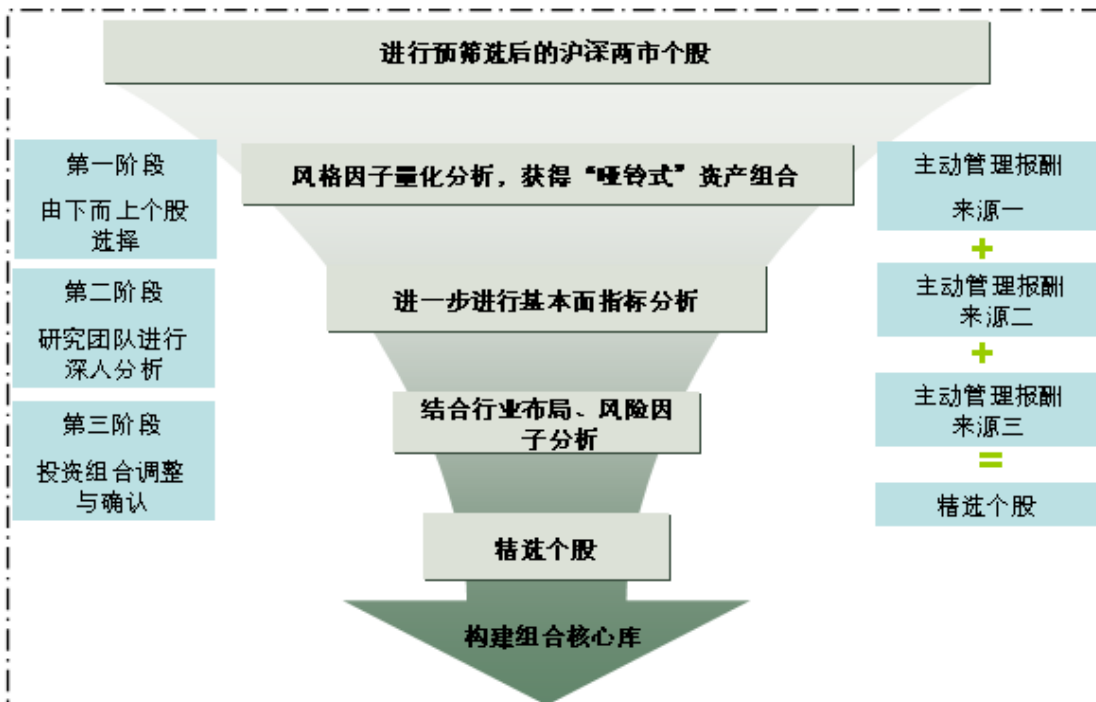 进行预筛选后的沪深两市个股
第一阶段
由下而上个股
选择
风格因子量化分析，获得“哑铃式”资产组合
主动管理报酬
来源一
+
第二阶段
研究团队进行
深入分析
进一步进行基本面指标分析
主动管理报酬
来源二
+
第三阶段
投资组合调整
与确认
结合行业布局、风险因
子分析
主动管理报酬
来源三
=
精选个股
精选个股
构建组合核心库